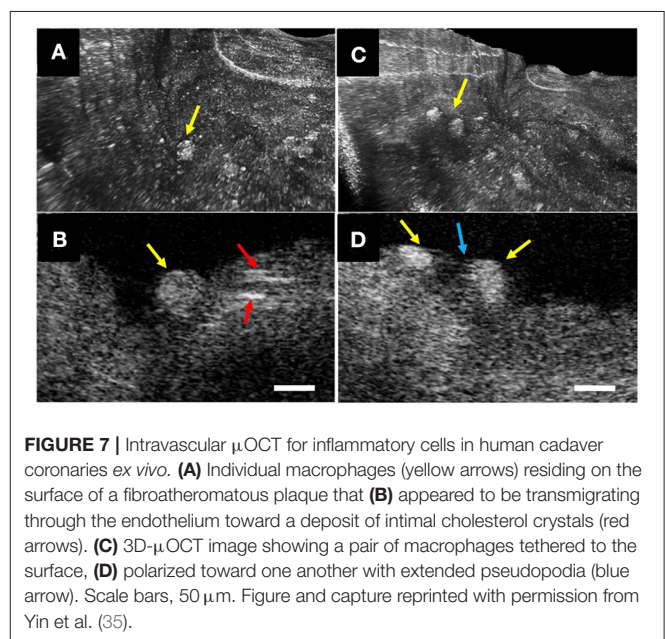 A
C
B
D
FIGURE 7 | Intravascular μOCT for inflammatory cells in human cadaver
coronaries ex vivo. (A) Individual macrophages (yellow arrows) residing on the
surface of a fibroatheromatous plaque that (B) appeared to be transmigrating
through the endothelium toward a deposit of intimal cholesterol crystals (red
arrows). (C) 3D-μOCT image showing a pair of macrophages tethered to the
surface, (D) polarized toward one another with extended pseudopodia (blue
arrow). Scale bars, 50 μm. Figure and capture reprinted with permission from
Yin et al. (35).